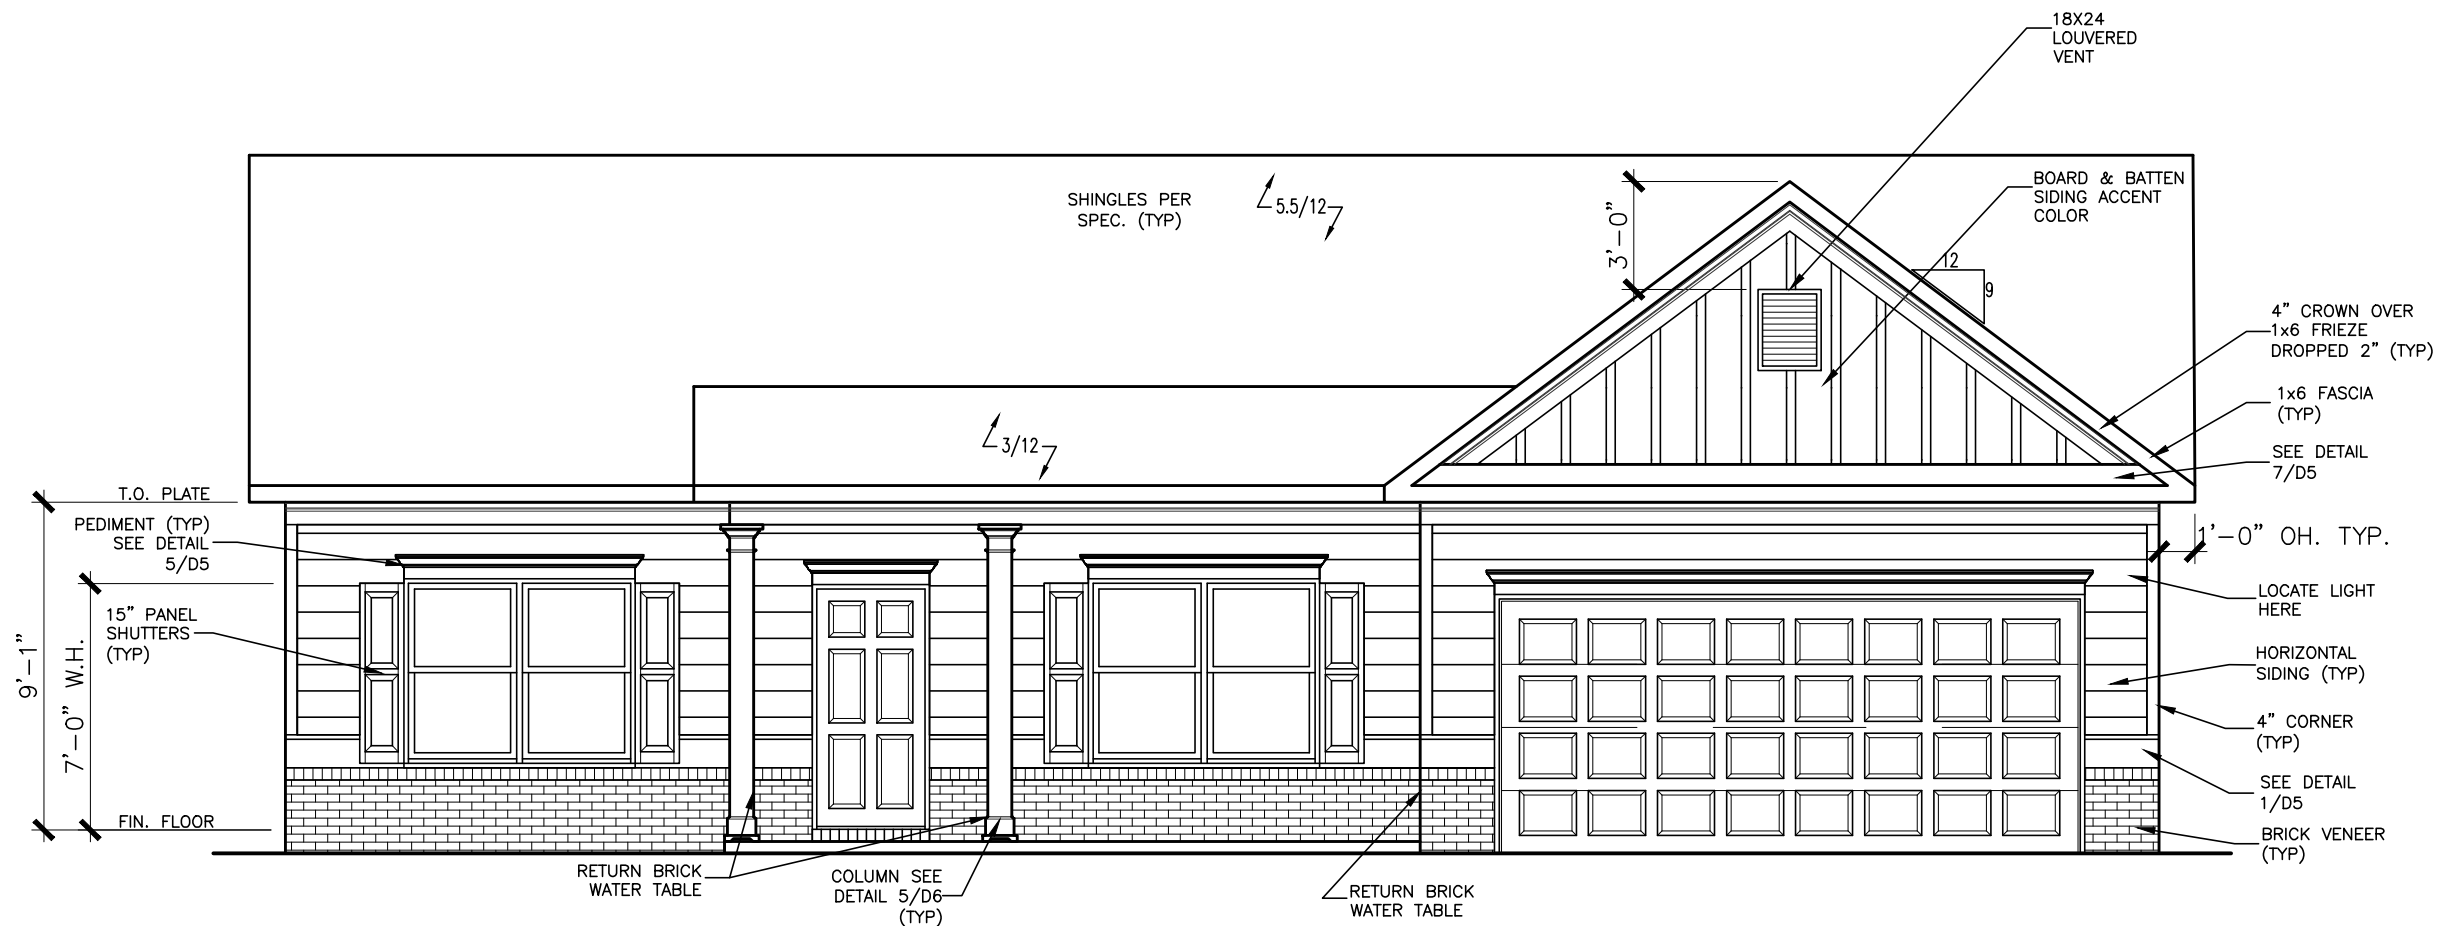 18X24
LOUVERED
VENT
SHINGLES PER
SPEC. (TYP)
5.5/12
3'-0"
BOARD & BATTEN
SIDING ACCENT
COLOR
12
9
4" CROWN OVER
1x6 FRIEZE
DROPPED 2" (TYP)
1x6 FASCIA
(TYP)
3/12
SEE DETAIL
7/D5
T.O. PLATE
PEDIMENT (TYP)
SEE DETAIL
5/D5
1'-0" OH. TYP.
15" PANEL
SHUTTERS
(TYP)
9'-1"
7'-0" W.H.
LOCATE LIGHT
HERE
HORIZONTAL
SIDING (TYP)
4" CORNER
(TYP)
SEE DETAIL
1/D5
FIN. FLOOR
BRICK VENEER
(TYP)
RETURN BRICK
WATER TABLE
COLUMN SEE
DETAIL 5/D6
(TYP)
RETURN BRICK
WATER TABLE